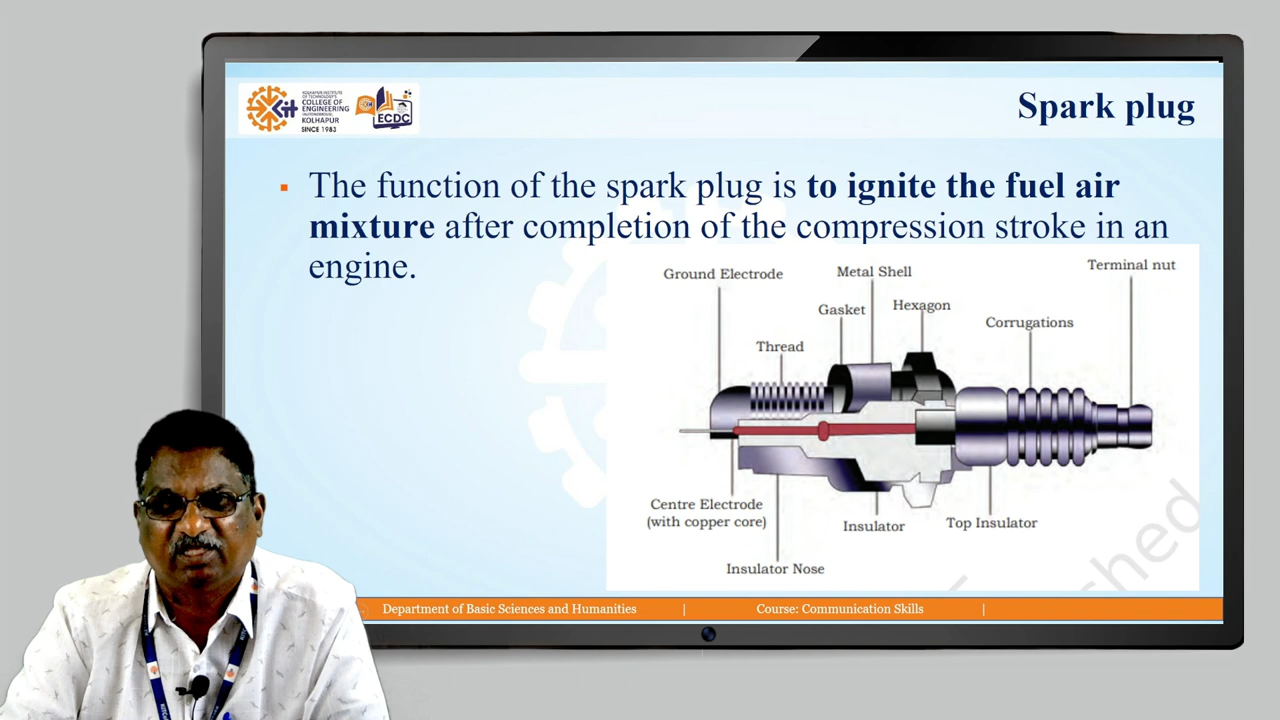 KOLHAPUR INSTITUTE
OF TECHNOLOGY'S
COLLEGE OF
ENGINEERING
(AUTONOMOUS),
KOLHAPUR
SINCE 1983
ECDC
Spark plug
▪ The function of the spark plug is to ignite the fuel air
mixture after completion of the compression stroke in an
engine.
Ground Electrode
Metal Shell
Terminal nut
Gasket
Hexagon
Corrugations
Thread
Centre Electrode
(with copper core)
Insulator
Top Insulator
Insulator Nose
Department of Basic Sciences and Humanities | Course: Communication Skills |